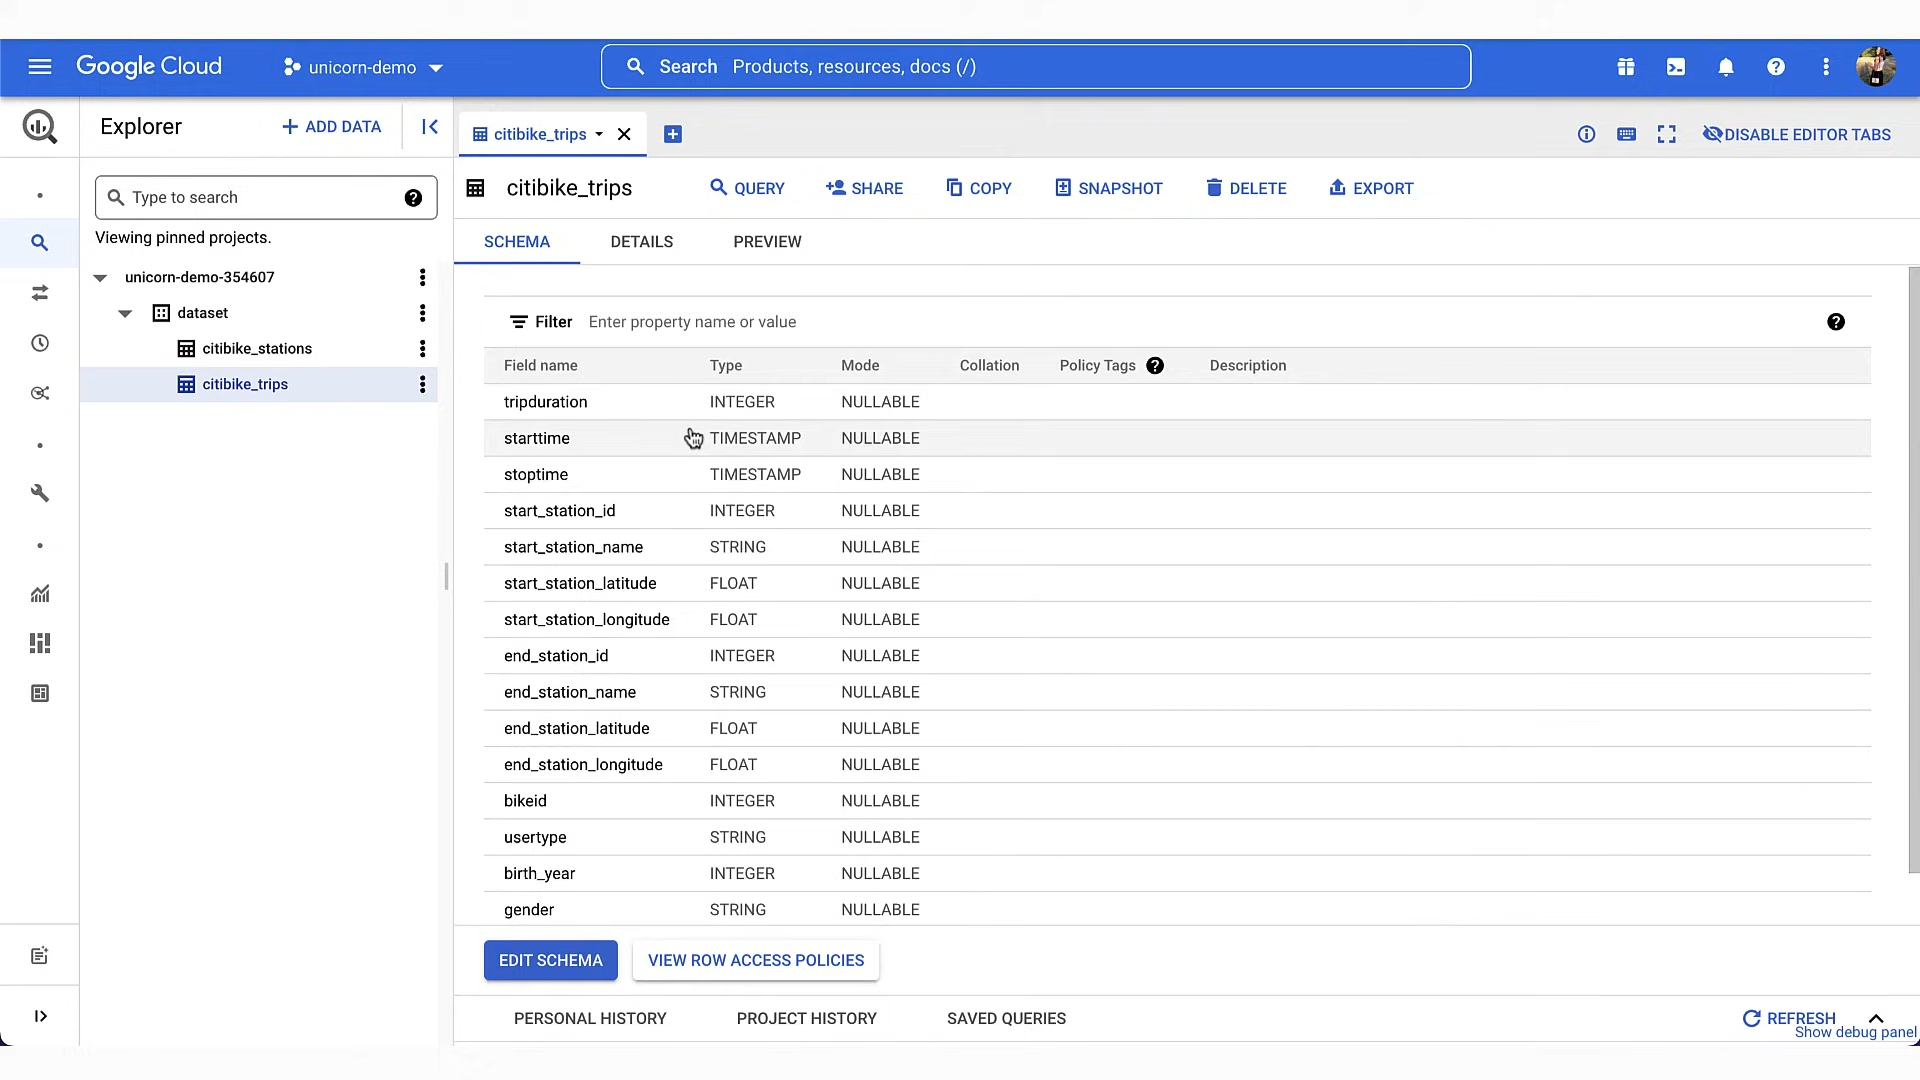 Google Cloud
unicorn-demo
Search Products, resources, docs (/)
Explorer
ADD DATA
citibike_trips
DISABLE EDITOR TABS
Type to search
Viewing pinned projects.
unicorn-demo-354607
dataset
citibike_stations
citibike_trips
citibike_trips
QUERY
SHARE
COPY
SNAPSHOT
DELETE
EXPORT
SCHEMA
DETAILS
PREVIEW
Filter Enter property name or value
Field name Type Mode Collation Policy Tags Description
tripduration INTEGER NULLABLE
starttime TIMESTAMP NULLABLE
stoptime TIMESTAMP NULLABLE
start_station_id INTEGER NULLABLE
start_station_name STRING NULLABLE
start_station_latitude FLOAT NULLABLE
start_station_longitude FLOAT NULLABLE
end_station_id INTEGER NULLABLE
end_station_name STRING NULLABLE
end_station_latitude FLOAT NULLABLE
end_station_longitude FLOAT NULLABLE
bikeid INTEGER NULLABLE
usertype STRING NULLABLE
birth_year INTEGER NULLABLE
gender STRING NULLABLE
EDIT SCHEMA
VIEW ROW ACCESS POLICIES
PERSONAL HISTORY
PROJECT HISTORY
SAVED QUERIES
REFRESH
Show debug panel